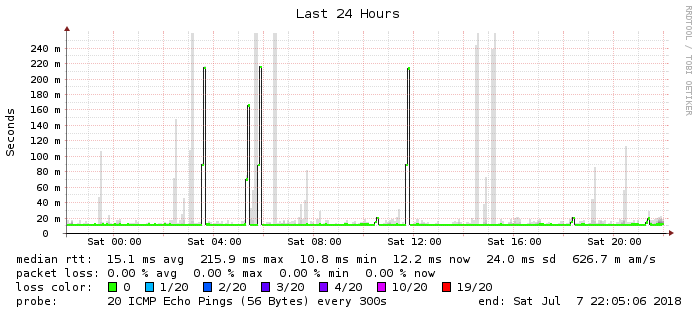 Last 24 Hours
RRDTOOL / TOBI OETIKER
Seconds
240 m
220 m
200 m
180 m
160 m
140 m
120 m
100 m
80 m
60 m
40 m
20 m
0
Sat 00:00 Sat 04:00 Sat 08:00 Sat 12:00 Sat 16:00 Sat 20:00
median rtt: 15.1 ms avg 215.9 ms max 10.8 ms min 12.2 ms now 24.0 ms sd 626.7 m am/s
packet loss: 0.00 % avg 0.00 % max 0.00 % min 0.00 % now
loss color: 0 1/20 2/20 3/20 4/20 10/20 19/20
probe: 20 ICMP Echo Pings (56 Bytes) every 300s end: Sat Jul 7 22:05:06 2018